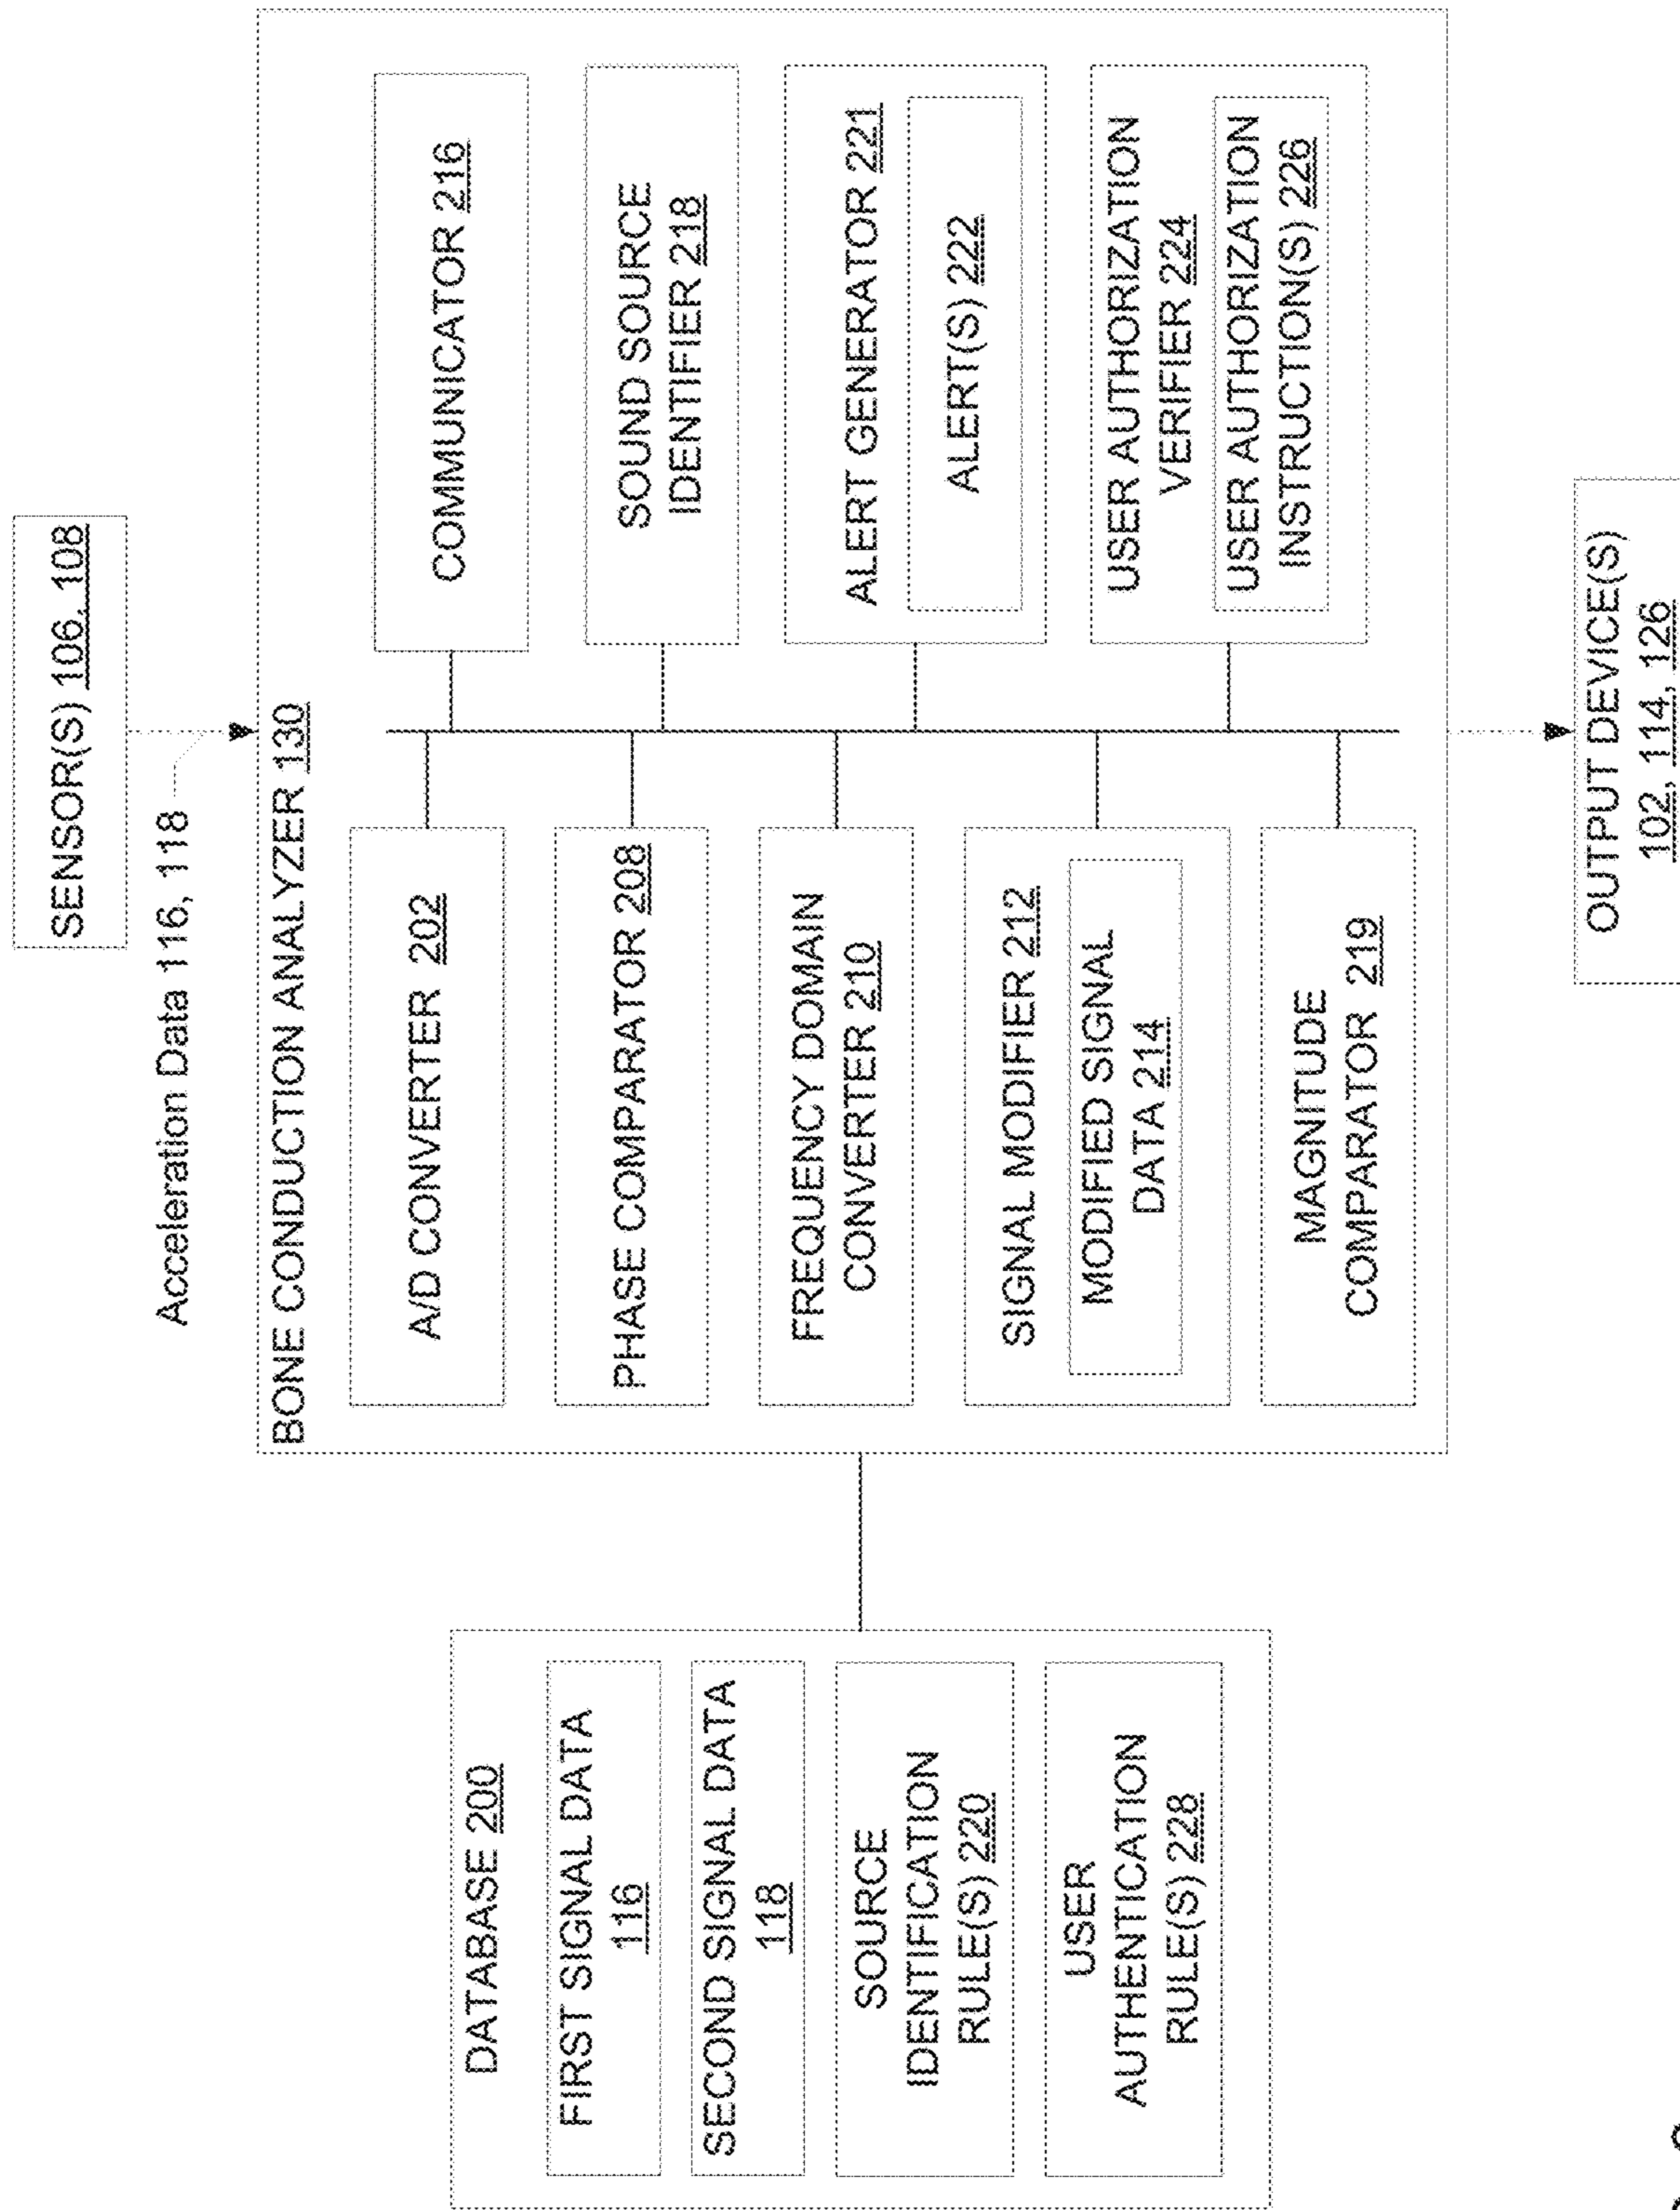 SENSOR(S) 106, 108
Acceleration Data 116, 118
BONE CONDUCTION ANALYZER 130
A/D CONVERTER 202
PHASE COMPARATOR 208
FREQUENCY DOMAIN
CONVERTER 210
SIGNAL MODIFIER 212
MODIFIED SIGNAL
DATA 214
MAGNITUDE
COMPARATOR 219
COMMUNICATOR 216
SOUND SOURCE
IDENTIFIER 218
ALERT GENERATOR 221
ALERT(S) 222
USER AUTHORIZATION
VERIFIER 224
USER AUTHORIZATION
INSTRUCTION(S) 226
OUTPUT DEVICE(S)
102, 114, 126
DATABASE 200
FIRST SIGNAL DATA
116
SECOND SIGNAL DATA
118
SOURCE
IDENTIFICATION
RULE(S) 220
USER
AUTHENTICATION
RULE(S) 228